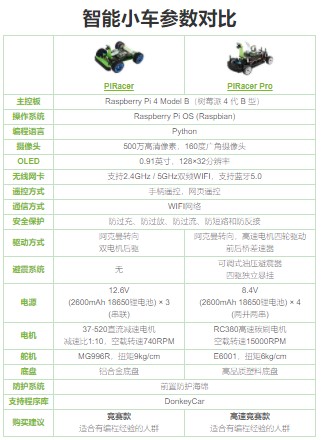 智能小车参数对比
PIRacer PIRacer Pro
主控板 Raspberry Pi 4 Model B（树莓派 4 代 B 型）
操作系统 Raspberry Pi OS (Raspbian)
编程语言 Python
摄像头 500万高清像素，160度广角摄像头
OLED 0.91英寸，128×32分辨率
无线网卡 支持2.4GHz / 5GHz双频WIFI、支持蓝牙5.0
遥控方式 手柄遥控，网页遥控
通信方式 WIFI网络
安全保护 防过充、防过放、防过流、防短路和防反接
驱动方式 阿克曼转向 阿克曼转向、高速电机四轮驱动
双电机后驱 前后桥差速器
避震系统 无 可调式油压避震器
四驱独立悬挂
电源 12.6V 8.4V
(2600mAh 18650锂电池) × 3 (2600mAh 18650锂电池) × 4
(串联) (两并两串)
电机 37-520直流减速电机 RC380高速碳刷电机
减速比1:10，空载转速740RPM 空载转速15000RPM
舵机 MG996R，扭矩9kg/cm E6001，扭矩6kg/cm
底盘 铝合金底盘 高品质塑料底盘
防护系统 前置防护海绵
支持程序库 DonkeyCar
购买建议 竞赛款 高速竞赛款
适合有编程经验的人群 适合有编程经验的人群